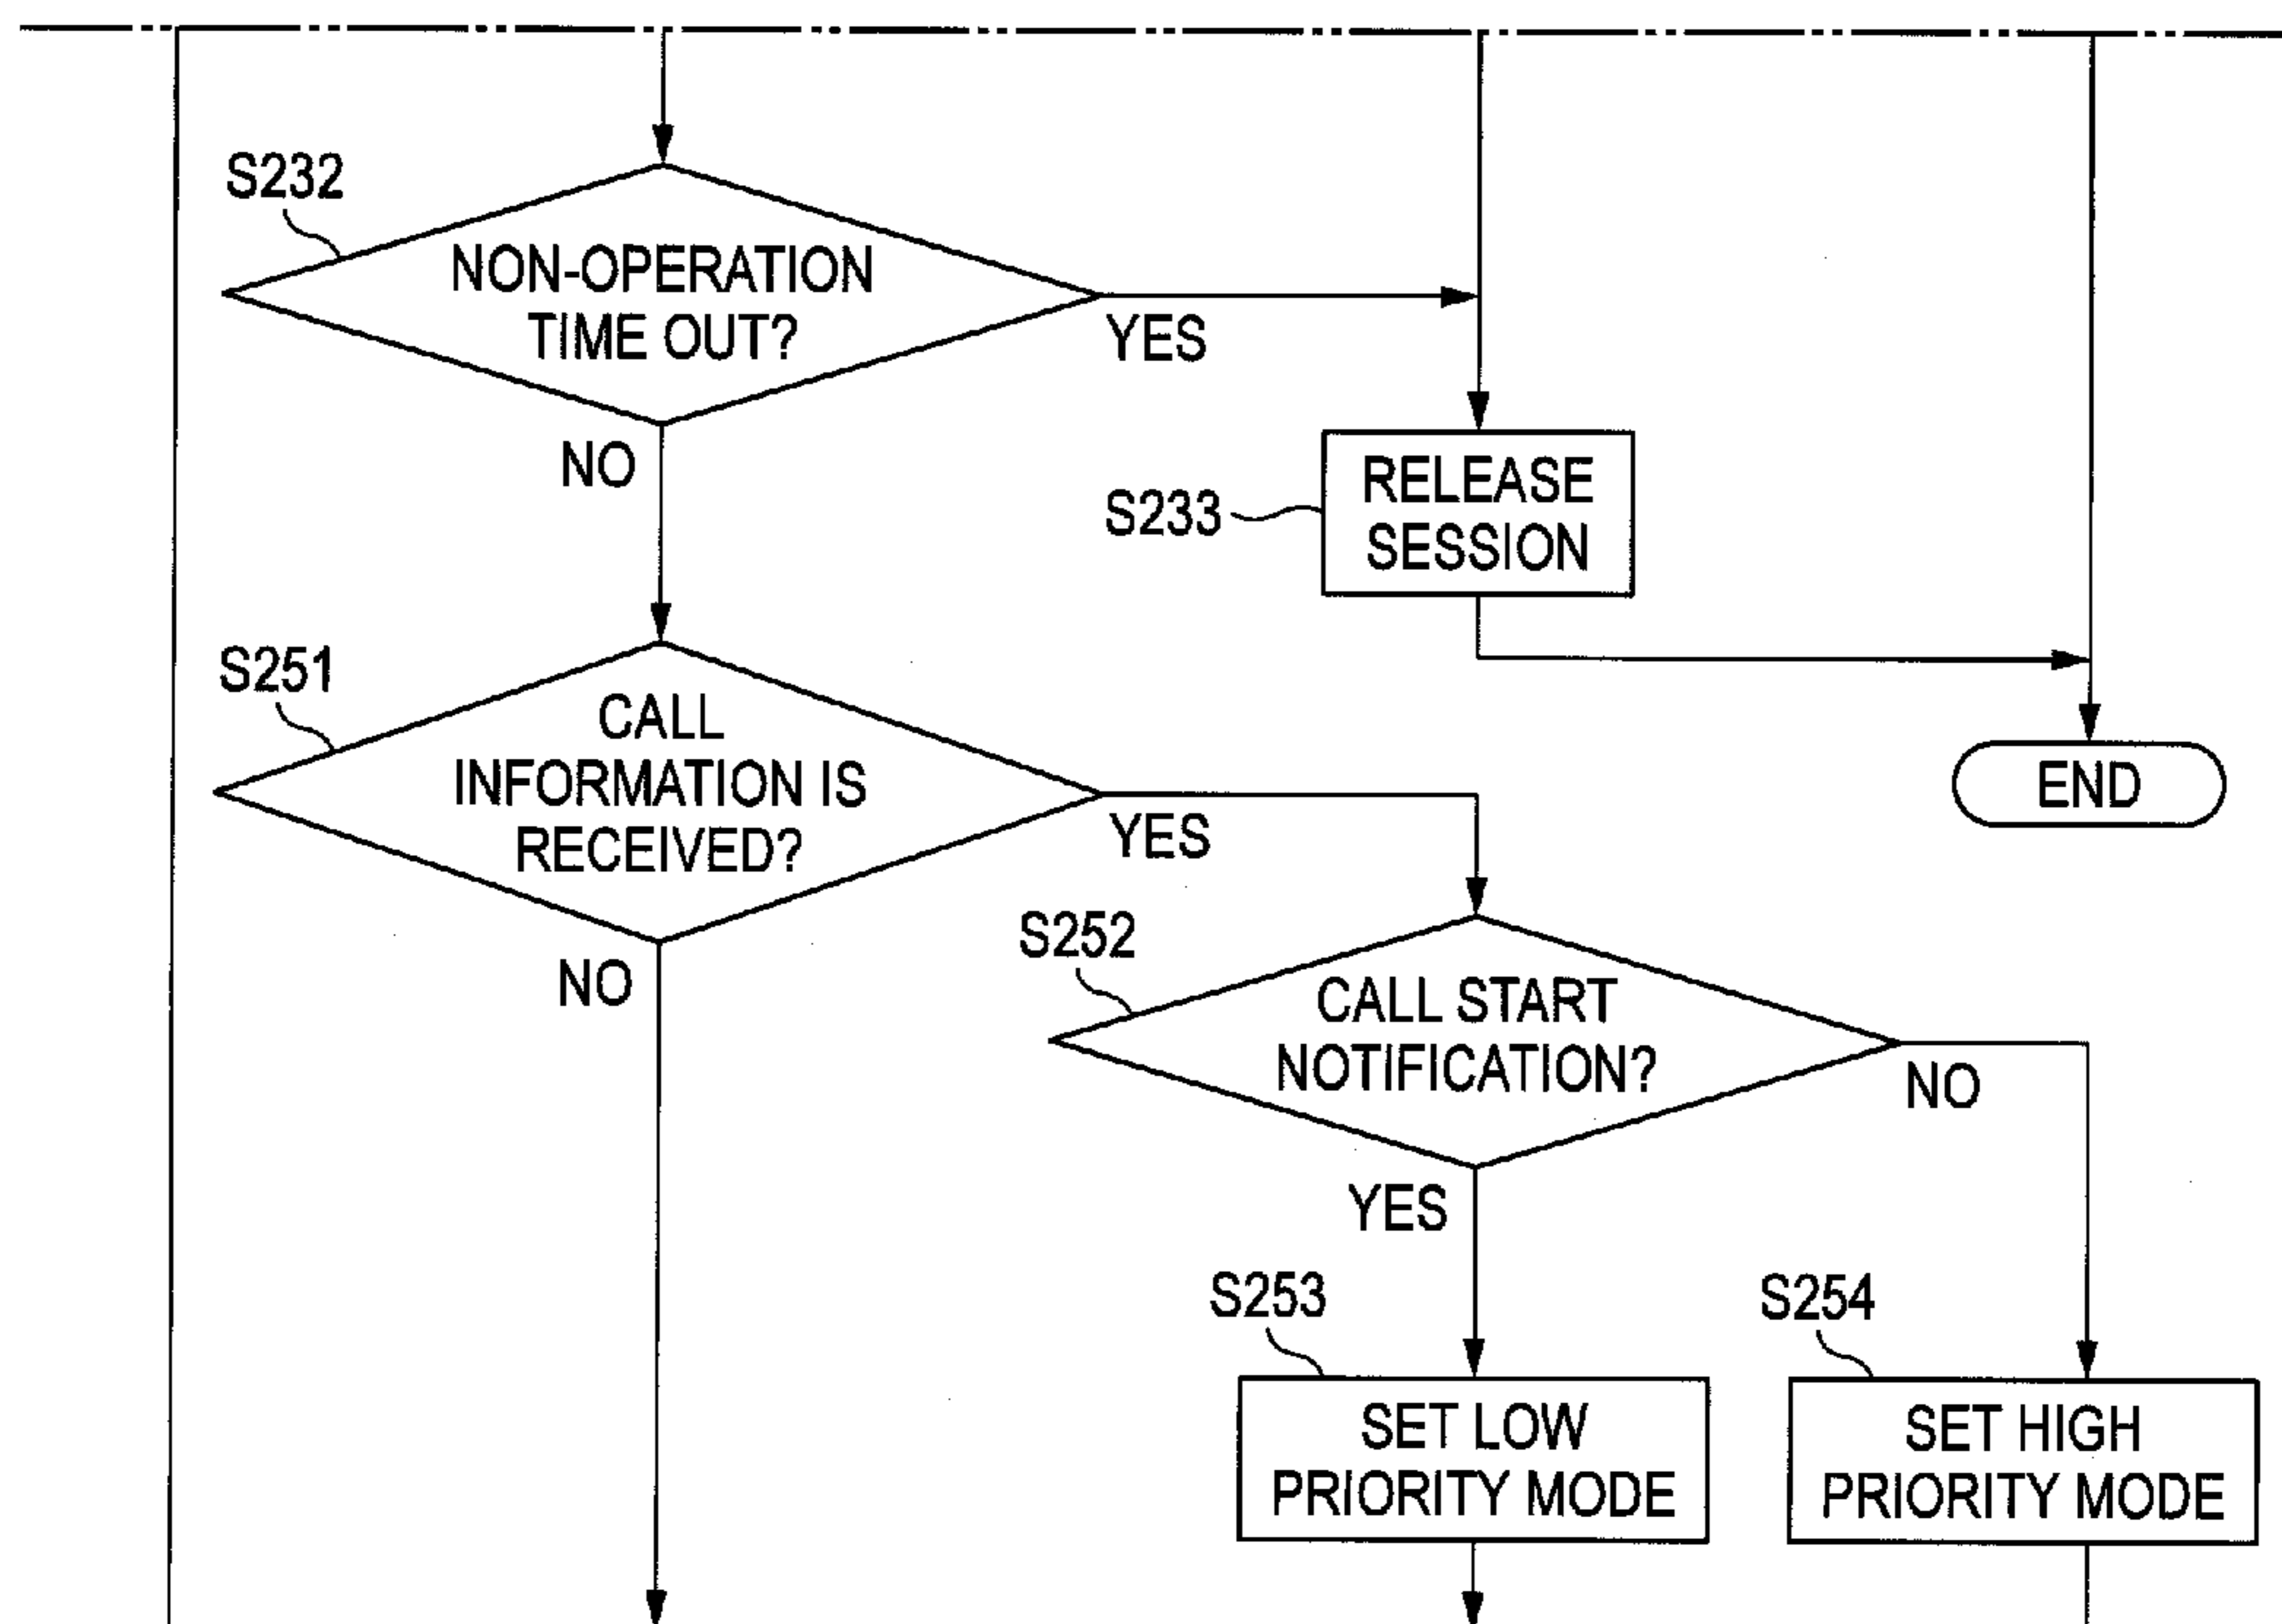 S232
NON-OPERATION
TIME OUT?
YES
NO
S233
RELEASE
SESSION
S251
CALL
INFORMATION IS
RECEIVED?
YES
NO
END
S252
CALL START
NOTIFICATION?
NO
YES
S253
SET LOW
PRIORITY MODE
S254
SET HIGH
PRIORITY MODE